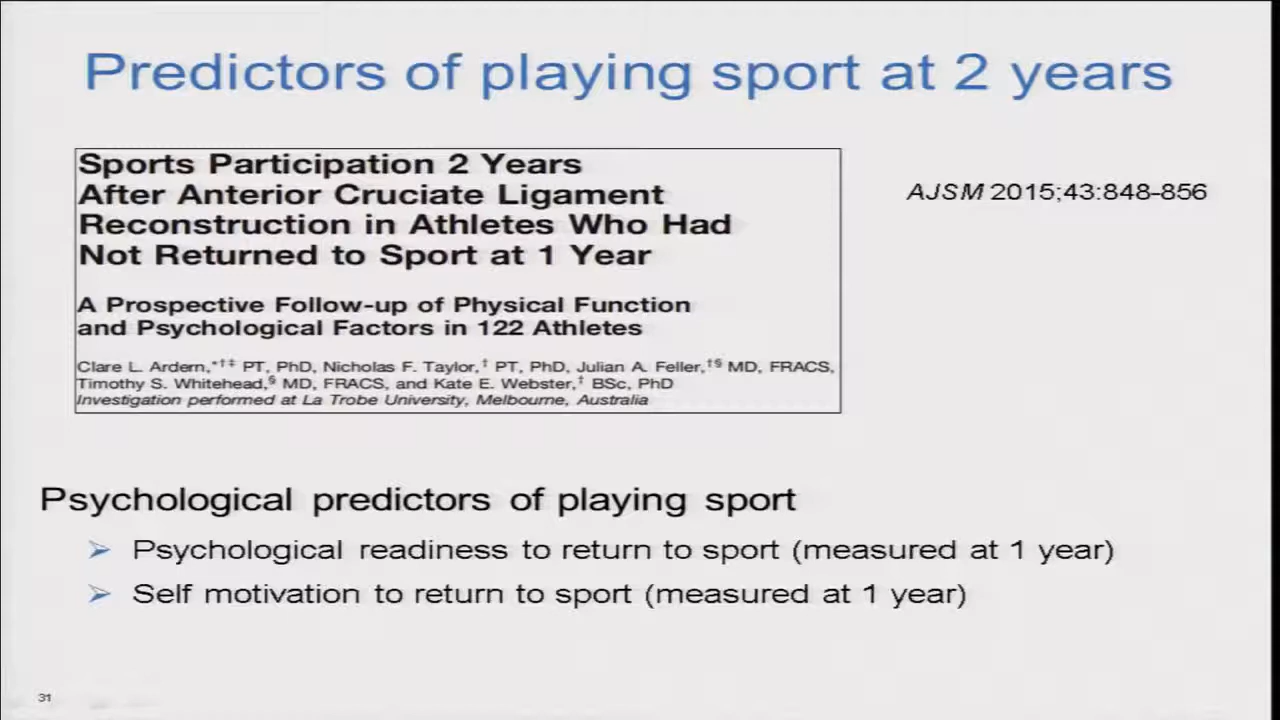 Predictors of playing sport at 2 years
Sports Participation 2 Years
After Anterior Cruciate Ligament
Reconstruction in Athletes Who Had
Not Returned to Sport at 1 Year
AJSM 2015;43:848-856
A Prospective Follow-up of Physical Function
and Psychological Factors in 122 Athletes
Clare L. Ardern,*†‡ PT, PhD, Nicholas F. Taylor,† PT, PhD, Julian A. Feller,†§ MD, FRACS,
Timothy S. Whitehead,§ MD, FRACS, and Kate E. Webster,† BSc, PhD
Investigation performed at La Trobe University, Melbourne, Australia
Psychological predictors of playing sport
➢ Psychological readiness to return to sport (measured at 1 year)
➢ Self motivation to return to sport (measured at 1 year)
31